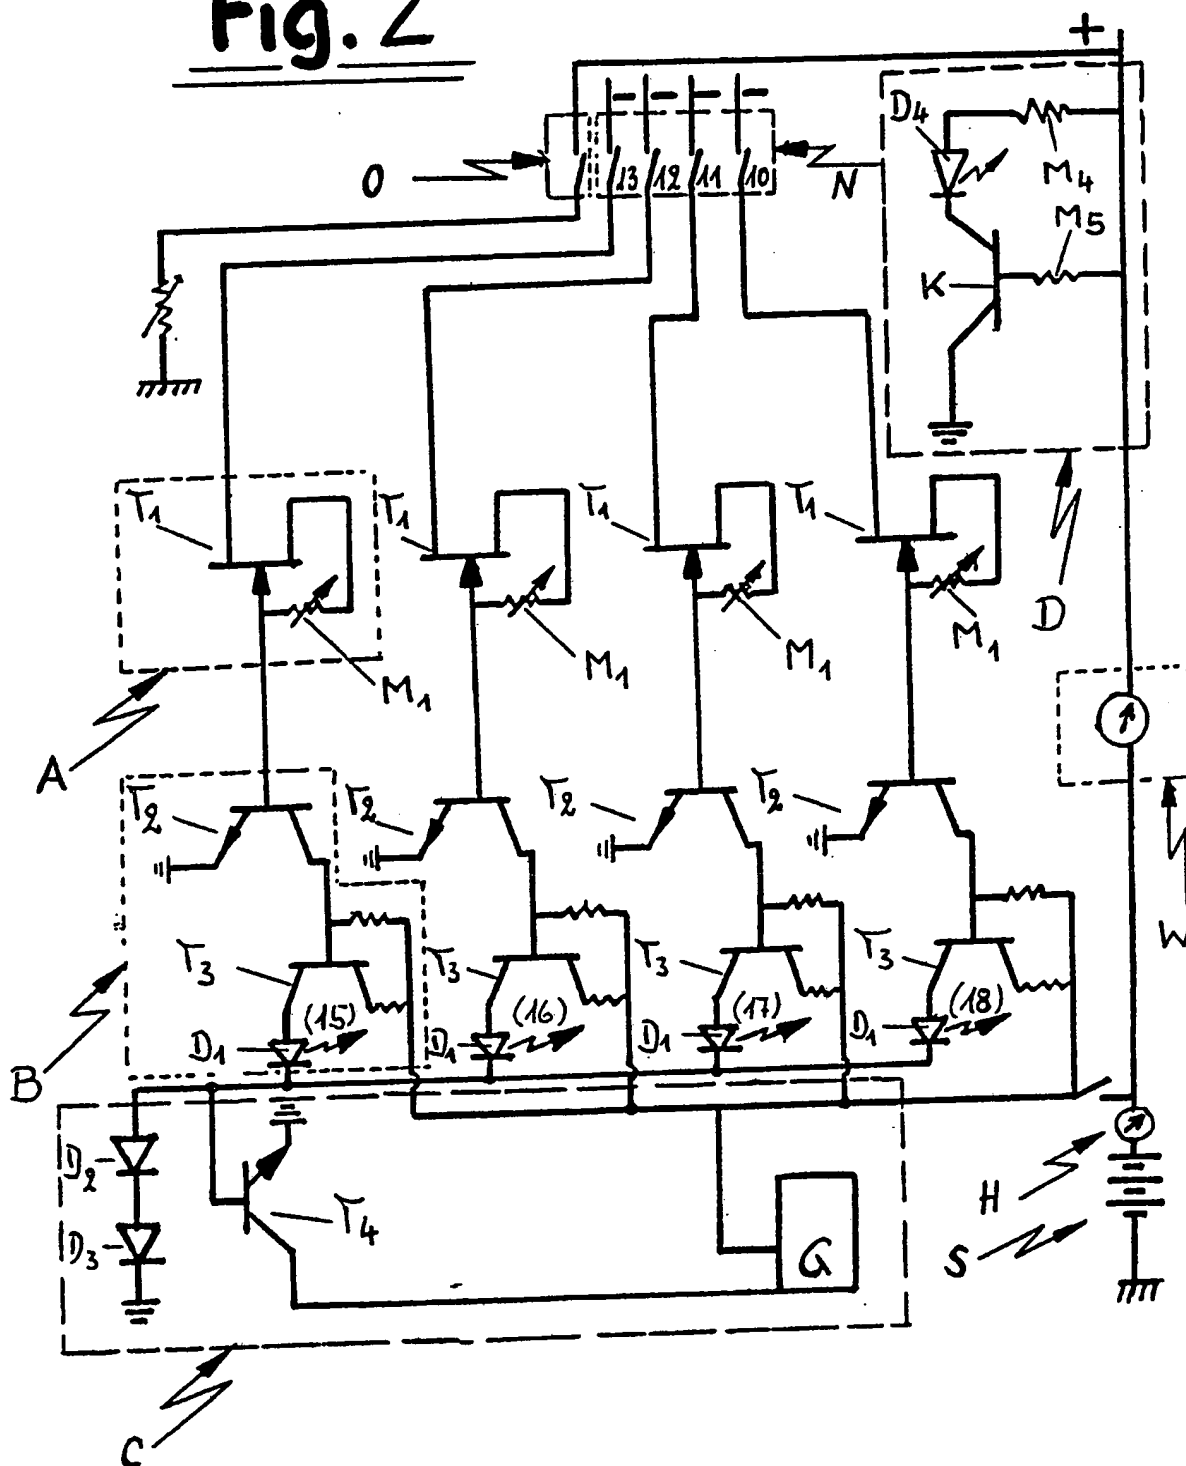 Fig. 2
+
D4
M4
M5
K
O
13 12 11 10
N
T1 T1 T1 T1
D
M1 M1 M1 M1
A
T2 T2 T2 T2
W
T3 T3 T3 T3
(15) (16) (17) (18)
D1 D1 D1 D1
B
D2
T4
H
D3
G
S
C